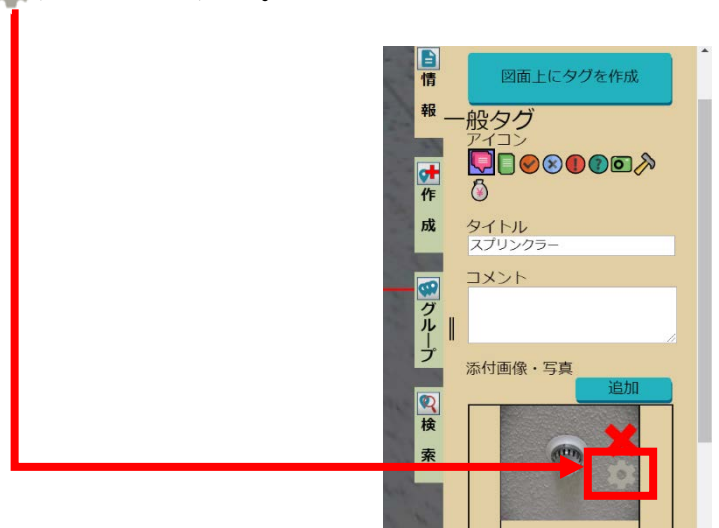 情報
図面上にタグを作成
一般タグ
アイコン
作成
タイトル
スプリンクラー
コメント
グループ
添付画像・写真
追加
検索